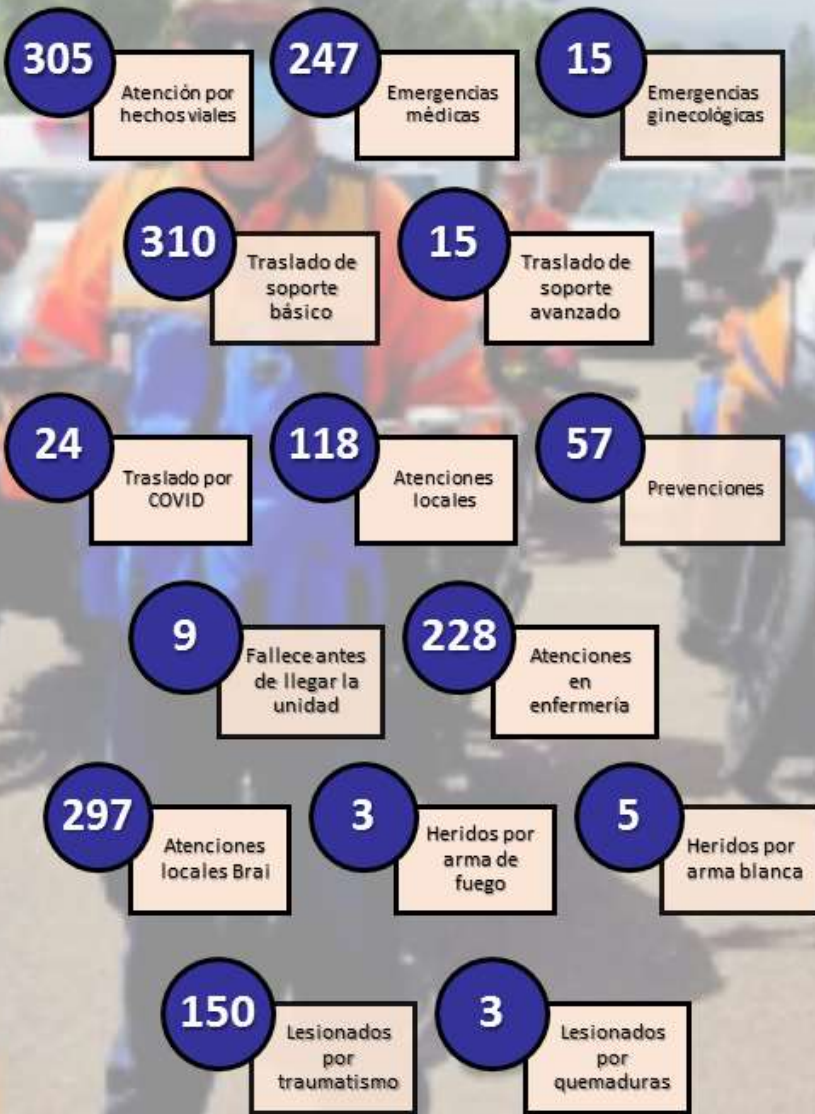 305
Atención por
hechos viales
247
Emergencias
médicas
15
Emergencias
ginecológicas
310
Traslado de
soporte
básico
15
Traslado de
soporte
avanzado
24
Traslado por
COVID
118
Atenciones
locales
57
Prevenciones
9
Fallece antes
de llegar la
unidad
228
Atenciones
en
enfermería
297
Atenciones
locales Brai
3
Heridos por
arma de
fuego
5
Heridos por
arma blanca
150
Lesionados
por
traumatismo
3
Lesionados
por
quemaduras